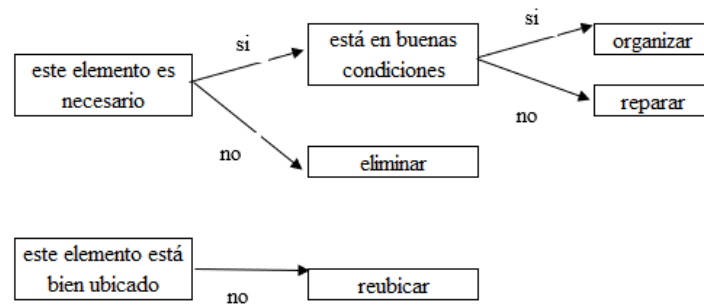 si
está en buenas
condiciones
si
organizar
este elemento es
necesario
no
reparar
no
eliminar
este elemento está
bien ubicado
no
reubicar